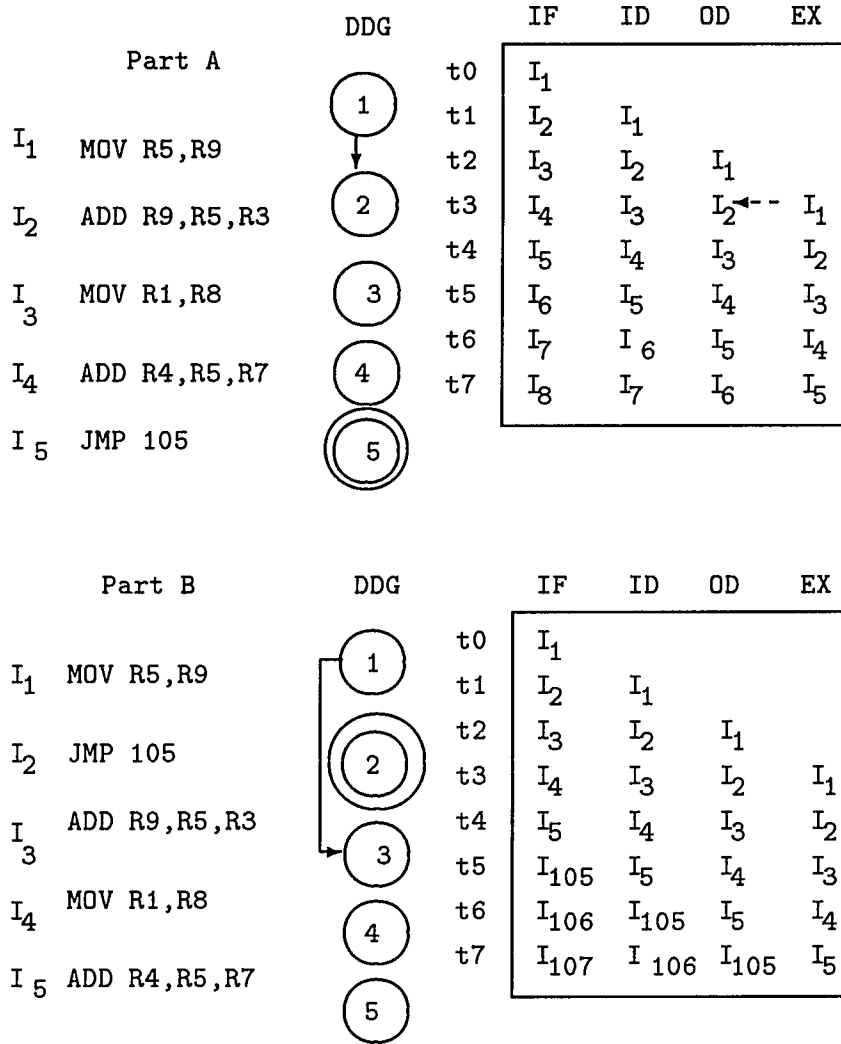 DDG IF ID OD EX
Part A
t0 I1
1
t1 I2 I1
I1 MOV R5,R9
t2 I3 I2 I1
I2 ADD R9,R5,R3 2 t3 I4 I3 I2 I1
t4 I5 I4 I3 I2
I3 MOV R1,R8 3 t5 I6 I5 I4 I3
t6 I7 I6 I5 I4
I4 ADD R4,R5,R7 4 t7 I8 I7 I6 I5
I5 JMP 105 5
Part B DDG IF ID OD EX
t0 I1
I1 MOV R5,R9 1 t1 I2 I1
t2 I3 I2 I1
I2 JMP 105 2 t3 I4 I3 I2 I1
I3 ADD R9,R5,R3 3 t4 I5 I4 I3 I2
t5 I105 I5 I4 I3
I4 MOV R1,R8 4 t6 I106 I105 I5 I4
t7 I107 I106 I105 I5
I5 ADD R4,R5,R7 5